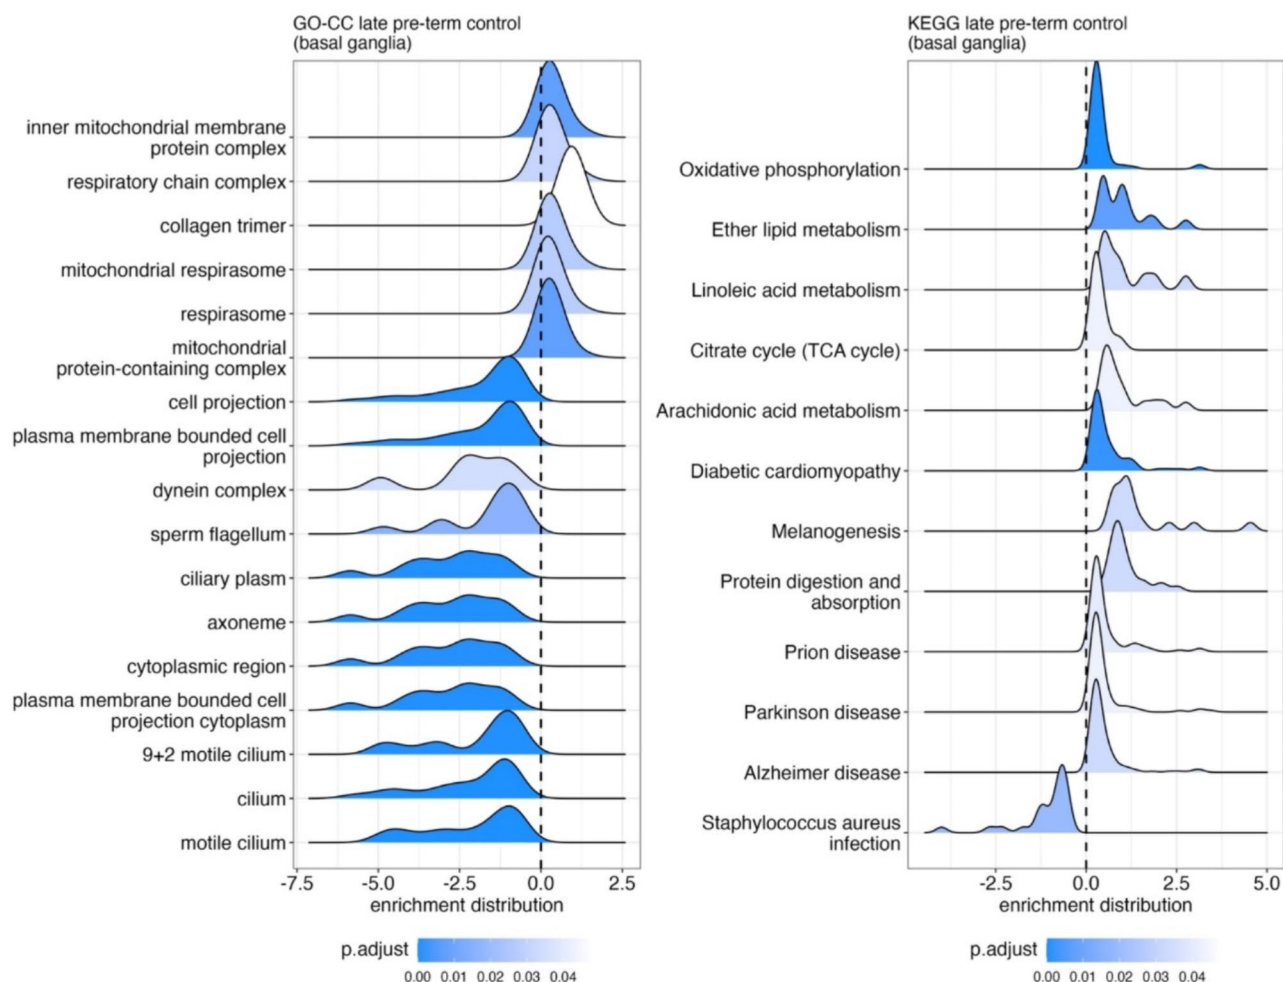 GO-CC late pre-term control
(basal ganglia)
inner mitochondrial membrane
protein complex
respiratory chain complex
collagen trimer
mitochondrial respirasome
respirasome
mitochondrial
protein-containing complex
cell projection
plasma membrane bounded cell
projection
dynein complex
sperm flagellum
ciliary plasm
axoneme
cytoplasmic region
plasma membrane bounded cell
projection cytoplasm
9+2 motile cilium
cilium
motile cilium
-7.5 -5.0 -2.5 0.0 2.5
enrichment distribution
p.adjust
0.00 0.01 0.02 0.03 0.04
KEGG late pre-term control
(basal ganglia)
Oxidative phosphorylation
Ether lipid metabolism
Linoleic acid metabolism
Citrate cycle (TCA cycle)
Arachidonic acid metabolism
Diabetic cardiomyopathy
Melanogenesis
Protein digestion and
absorption
Prion disease
Parkinson disease
Alzheimer disease
Staphylococcus aureus
infection
-2.5 0.0 2.5 5.0
enrichment distribution
p.adjust
0.00 0.01 0.02 0.03 0.04